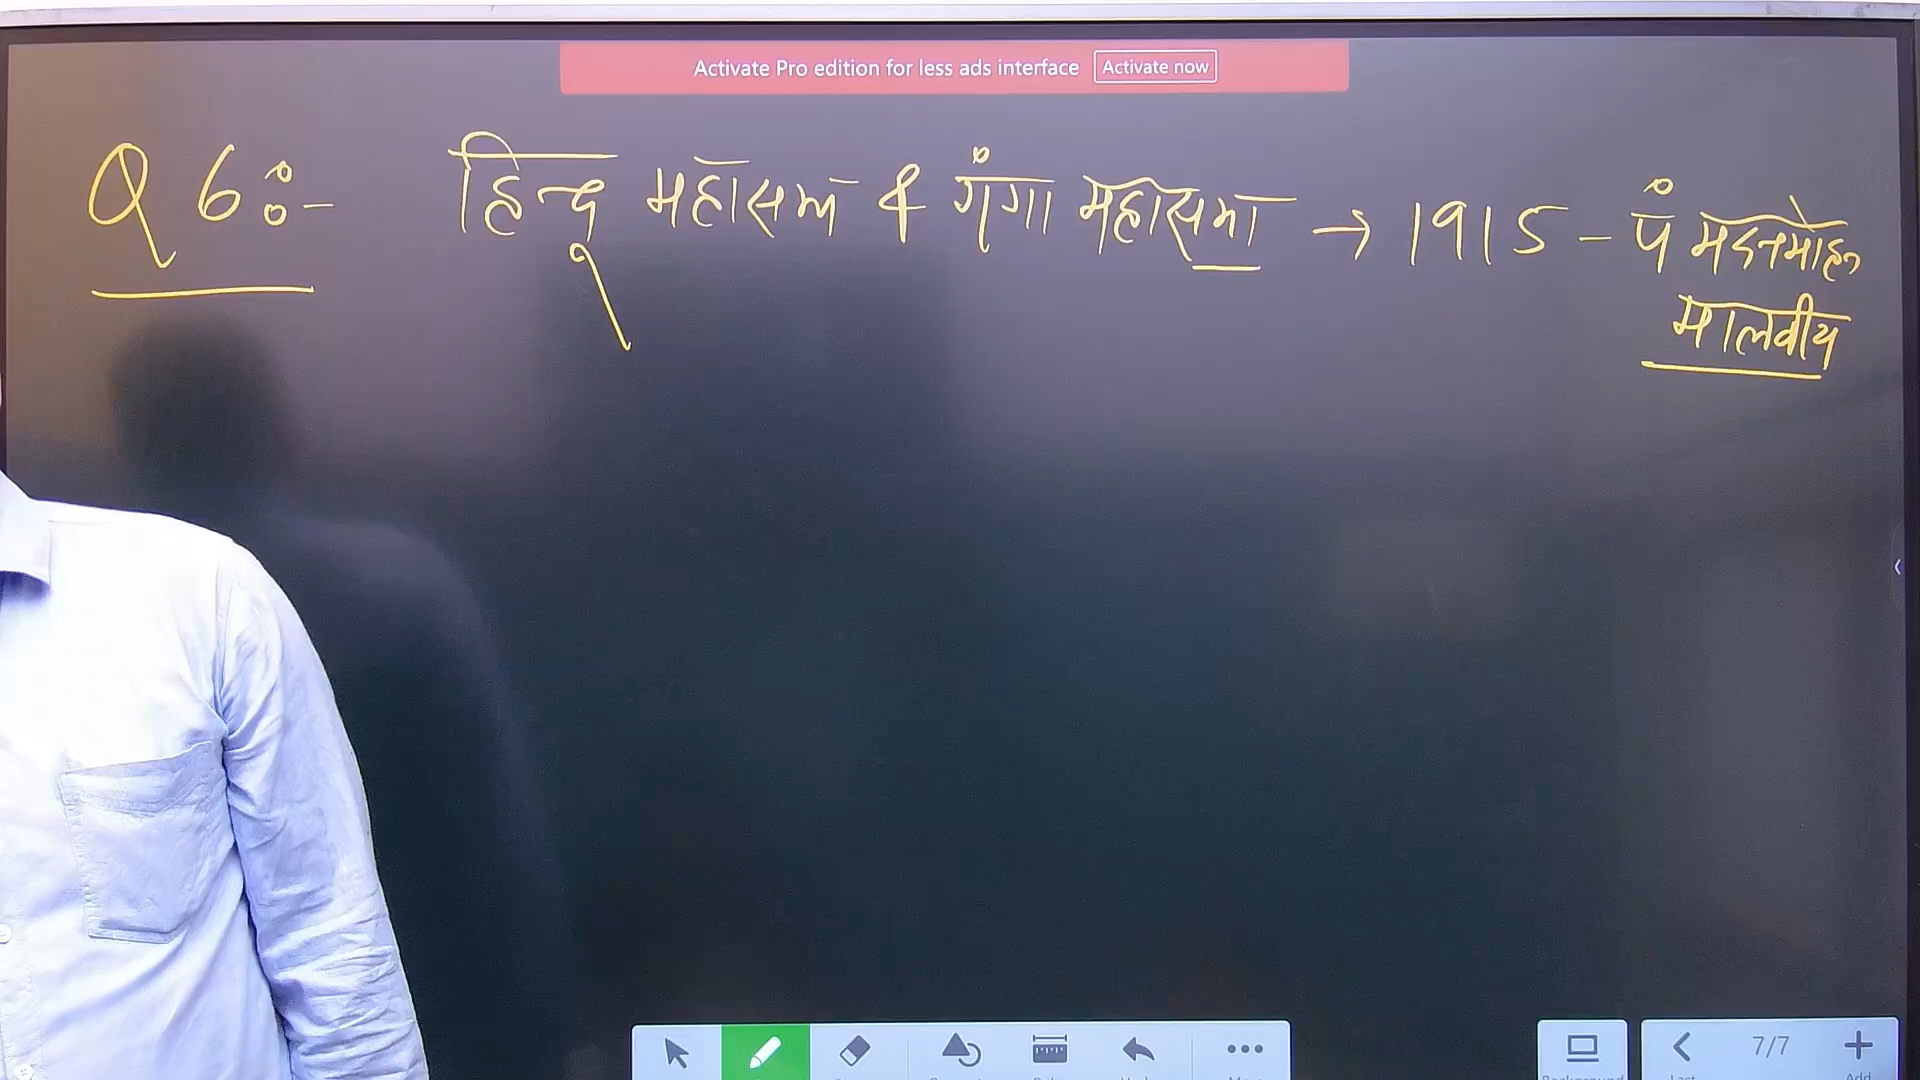 Activate Pro edition for less ads interface Activate now
Q 6 :- हिन्दू महासभा & गंगा महासभा → 1915 - पं मदनमोहन
मालवीय
7/7